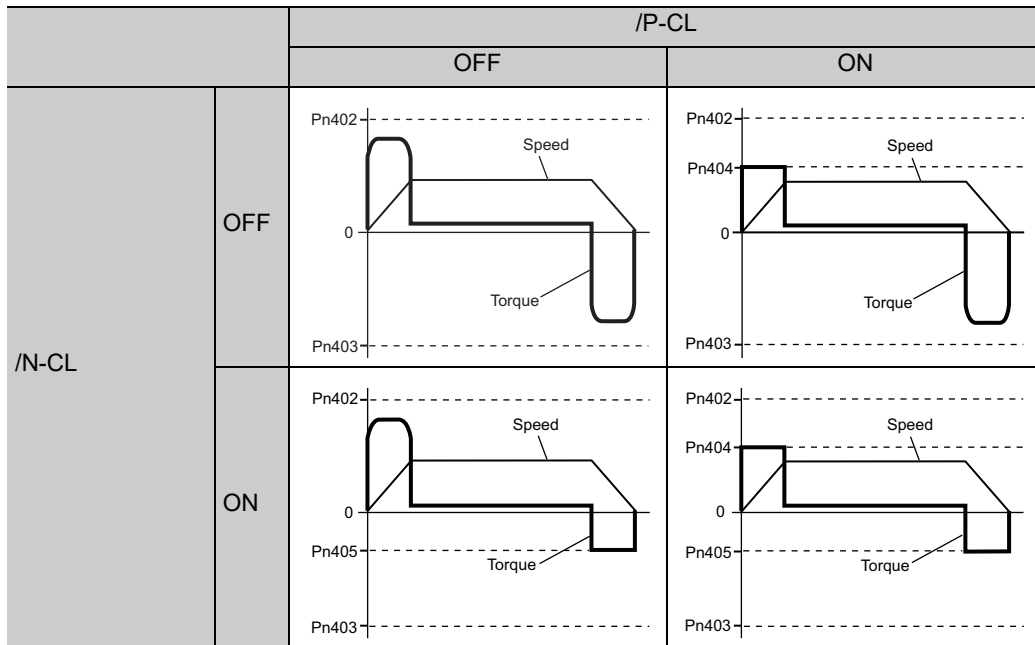 /P-CL
OFF
ON
/N-CL
OFF
Pn402
Speed
0
Torque
Pn403
Pn402
Pn404
Speed
0
Torque
Pn403
ON
Pn402
Speed
0
Pn405
Torque
Pn403
Pn402
Pn404
Speed
0
Pn405
Torque
Pn403